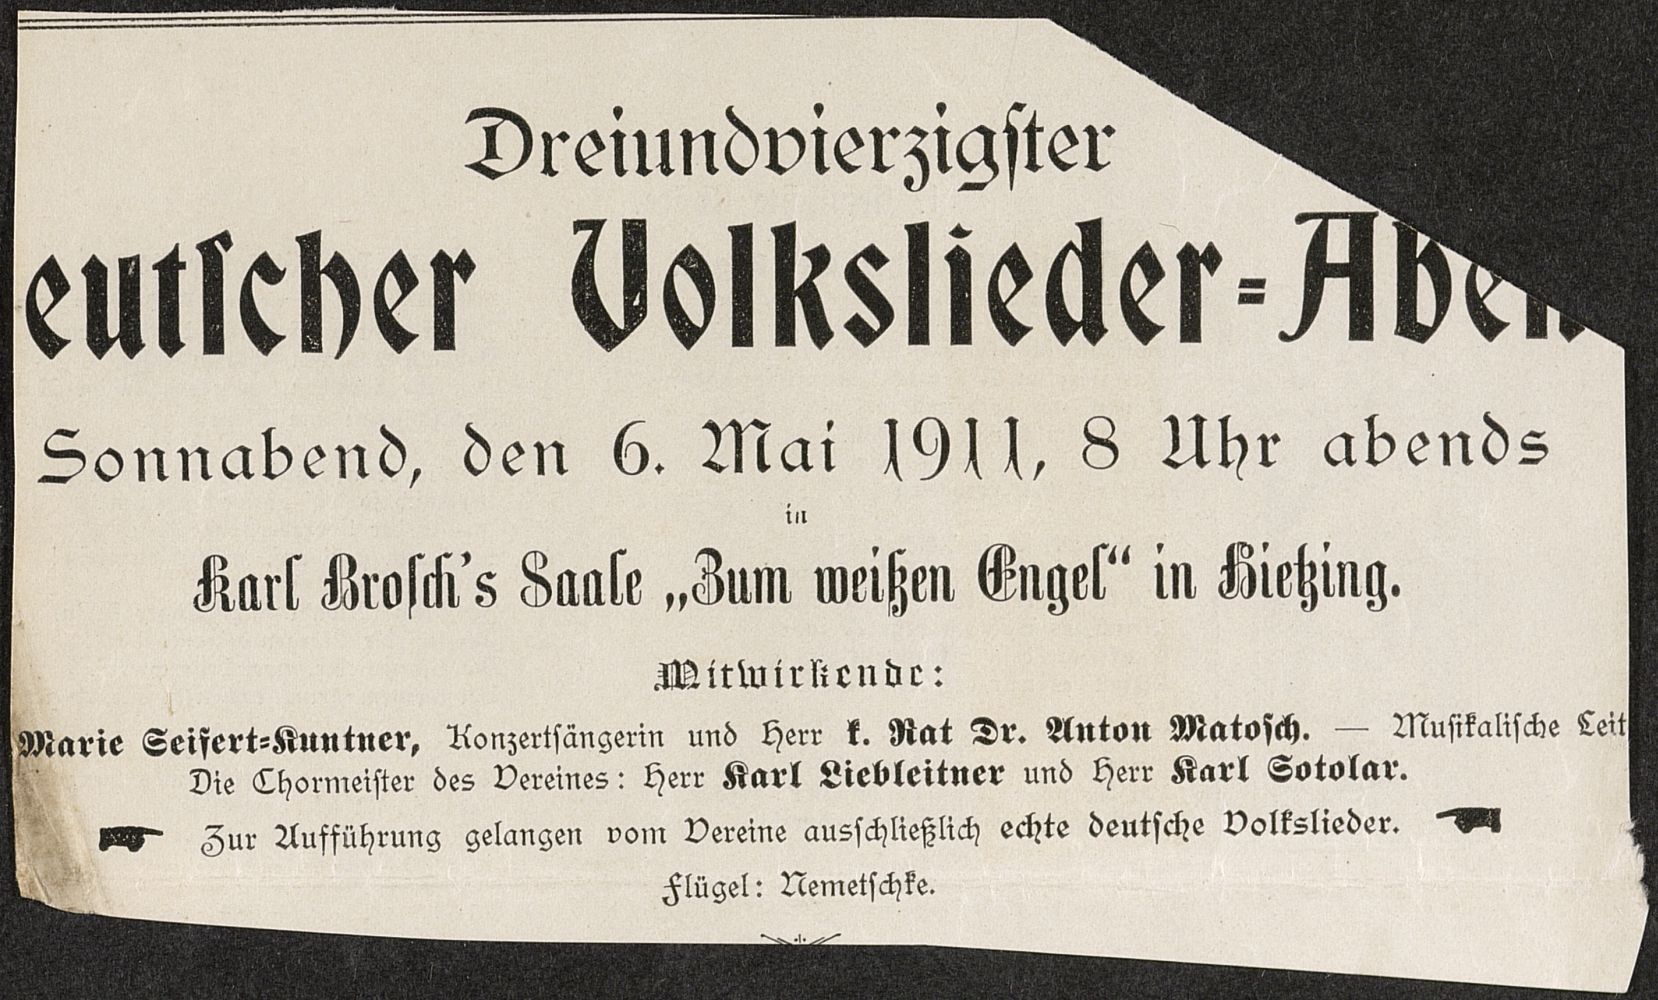 Dreiundvierzigster
eutscher Volkslieder=Aben
Sonnabend, den 6. Mai 1911, 8 Uhr abends
in
Karl Brosch's Saale „Zum weißen Engel“ in Hietzing.
Mitwirkende:
Marie Seifert=Kuntner, Konzertsängerin und Herr k. Rat Dr. Anton Matosch. — Musikalische Leit
Die Chormeister des Vereines: Herr Karl Liebleitner und Herr Karl Sotolar.
Zur Aufführung gelangen vom Vereine ausschließlich echte deutsche Volkslieder.
Flügel: Nemetschke.